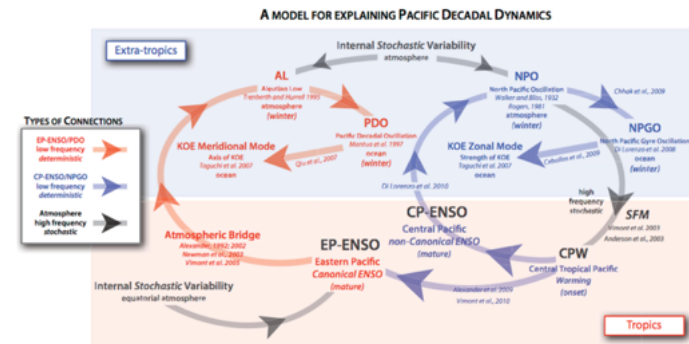 A MODEL FOR EXPLAINING PACIFIC DECADAL DYNAMICS
Extra-tropics
Internal Stochastic Variability
atmosphere
AL
Aleutian Low
Trenberth and Hurrell 1995
atmosphere
(winter)
NPO
North Pacific Oscillation
Walker and Bliss, 1932
Rogers, 1981
atmosphere
(winter)
Chhak et al., 2009
TYPES OF CONNECTIONS
EP-ENSO/PDO
low frequency
deterministic
CP-ENSO/NPGO
low frequency
deterministic
Atmosphere
high frequency
stochastic
PDO
Pacific Decadal Oscillation
Mantua et al. 1997
ocean
(winter)
NPGO
North Pacific Gyre Oscillation
Di Lorenzo et al. 2008
ocean
(winter)
KOE Meridional Mode
Axis of KOE
Taguchi et al. 2007
ocean
Qiu et al., 2007
KOE Zonal Mode
Strength of KOE
Taguchi et al. 2007
ocean
Ceballos et al., 2009
Di Lorenzo et al. 2010
high
frequency
stochastic
SFM
Vimont et al. 2003
Anderson et al., 2003
CP-ENSO
Central Pacific
non-Canonical ENSO
(mature)
Atmospheric Bridge
Alexander, 1992; 2002
Newman et al., 2003
Vimont et al. 2005
EP-ENSO
Eastern Pacific
Canonical ENSO
(mature)
CPW
Central Tropical Pacific
Warming
(onset)
Alexander et al. 2009
Vimont et al., 2010
Internal Stochastic Variability
equatorial atmosphere
Tropics